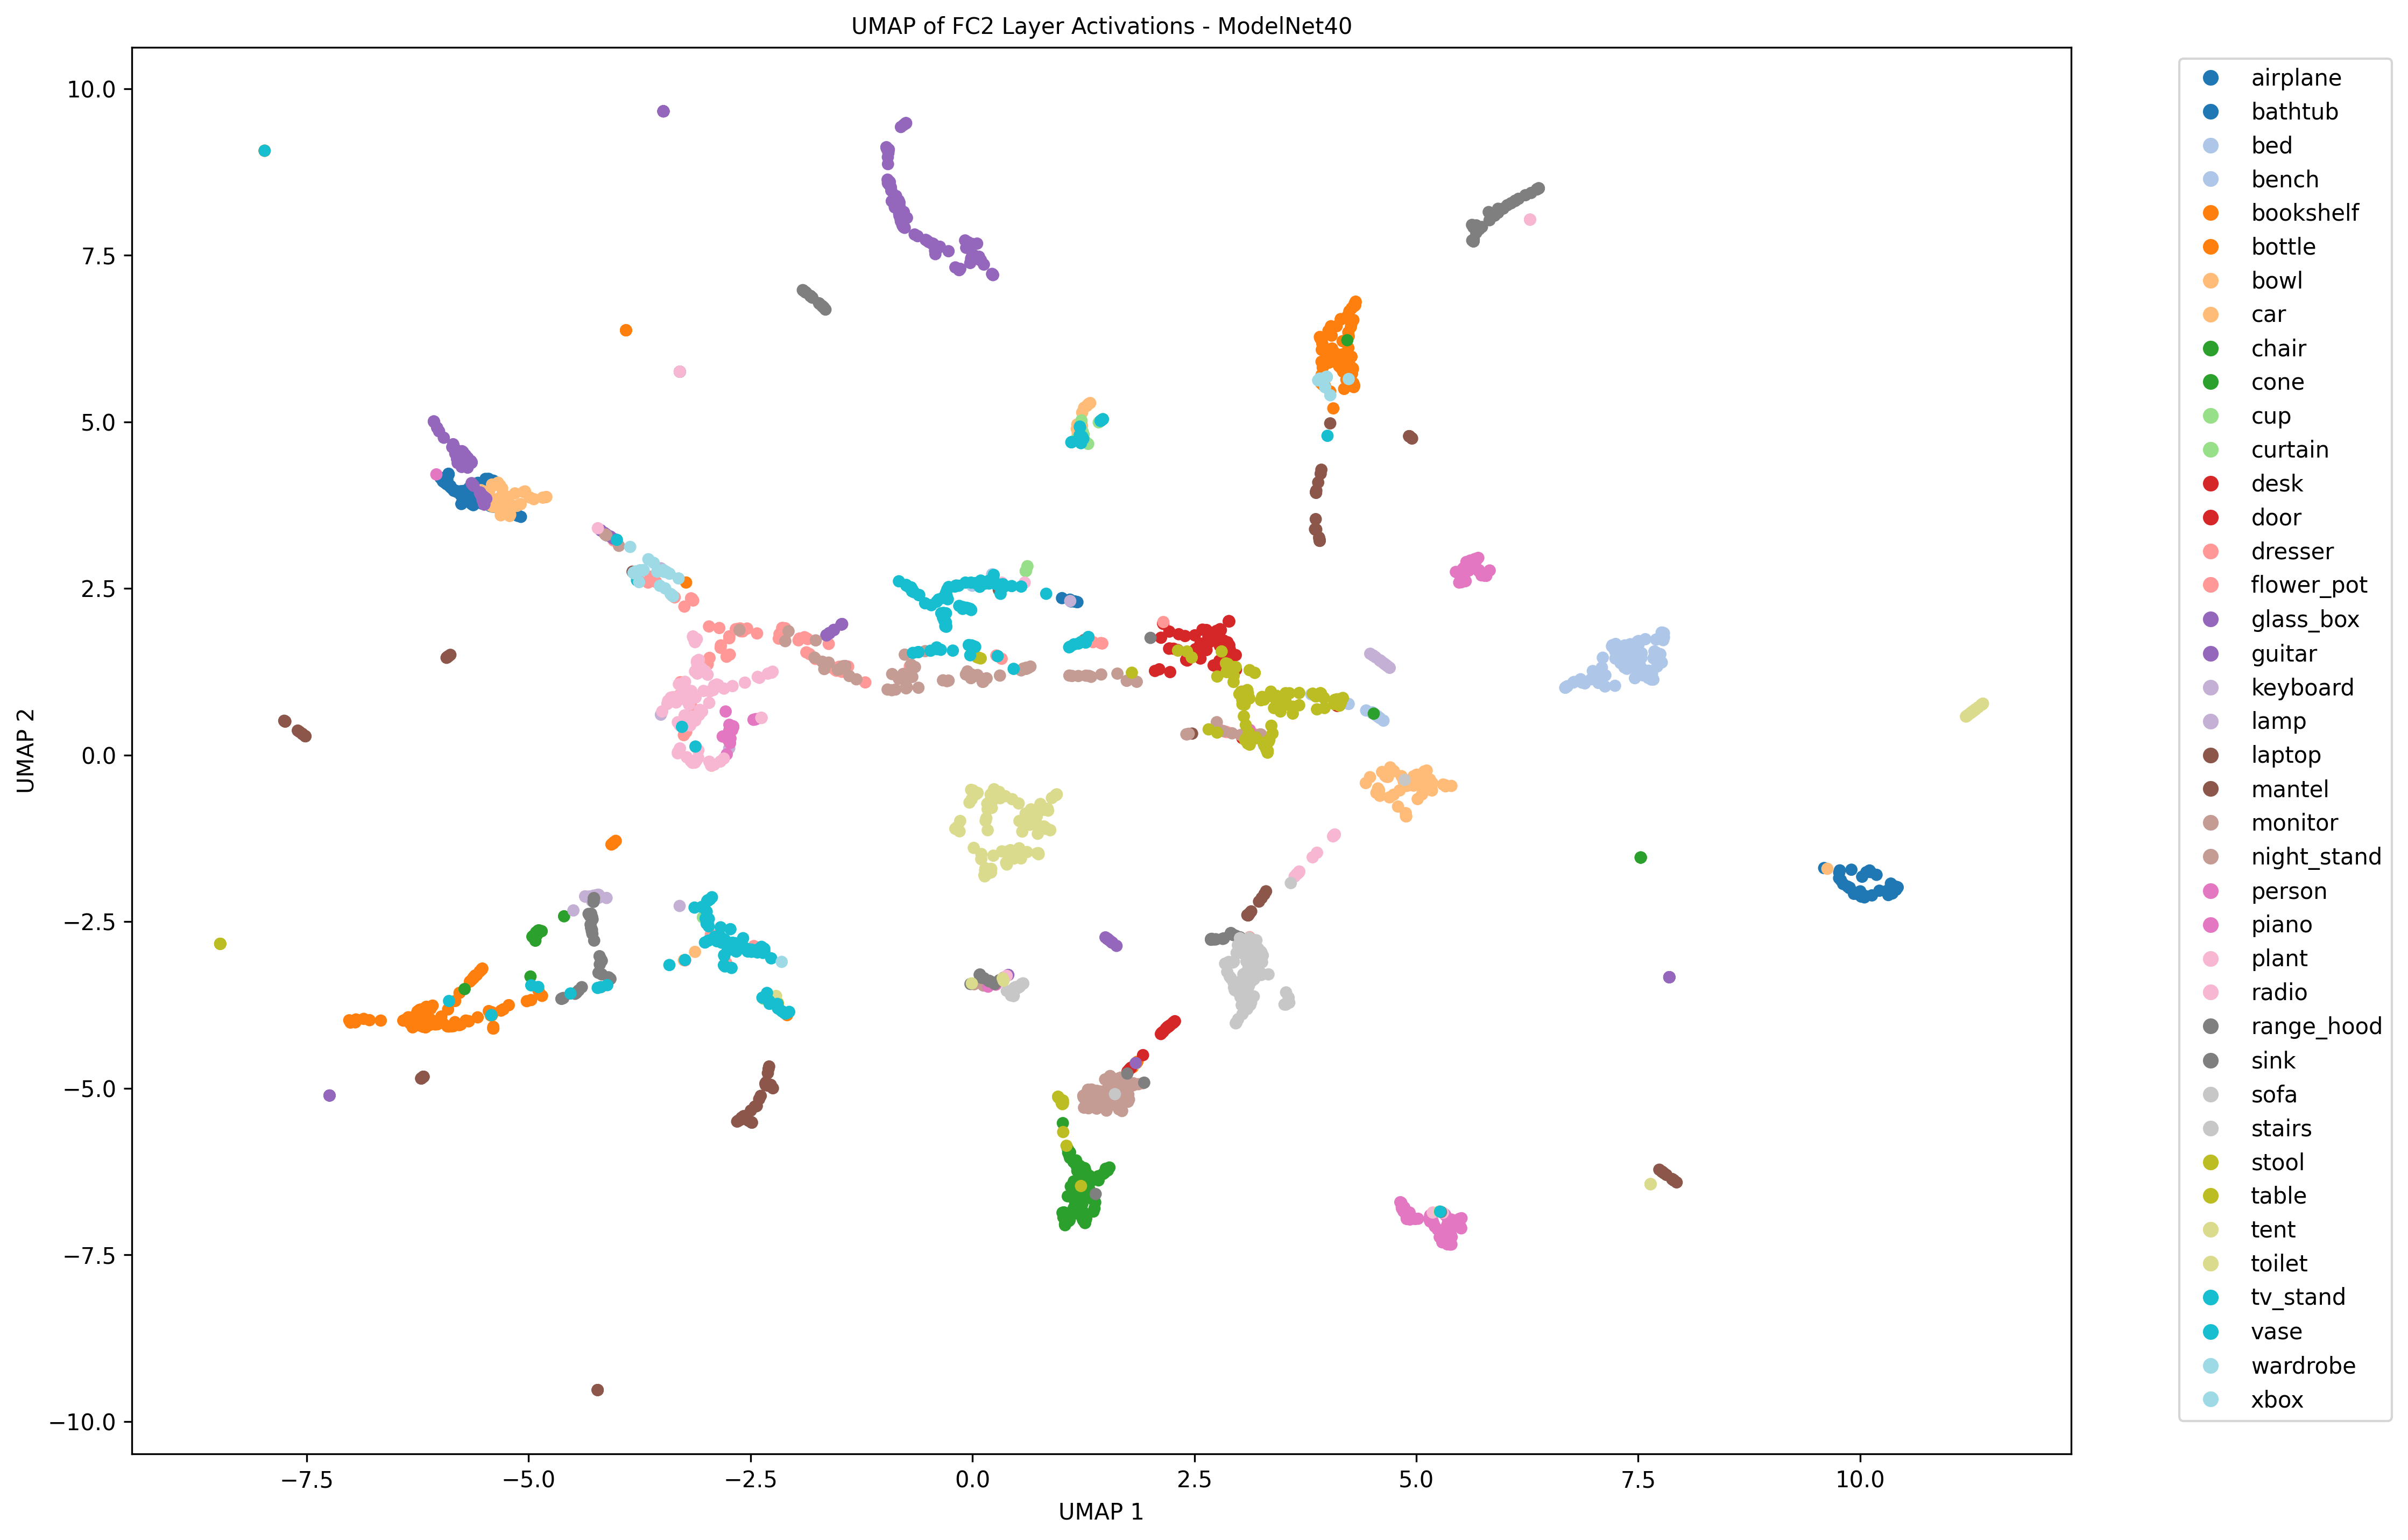 UMAP of FC2 Layer Activations - ModelNet40
10.0
7.5
5.0
2.5
0.0
−2.5
−5.0
−7.5
−10.0
UMAP 2
−7.5
−5.0
−2.5
0.0
2.5
5.0
7.5
10.0
UMAP 1
airplane
bathtub
bed
bench
bookshelf
bottle
bowl
car
chair
cone
cup
curtain
desk
door
dresser
flower_pot
glass_box
guitar
keyboard
lamp
laptop
mantel
monitor
night_stand
person
piano
plant
radio
range_hood
sink
sofa
stairs
stool
table
tent
toilet
tv_stand
vase
wardrobe
xbox